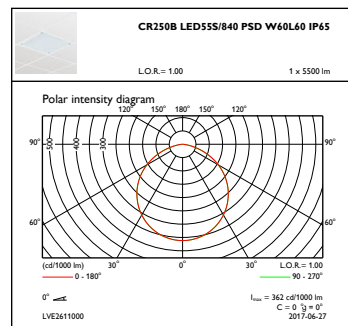 CR250B LED55S/840 PSD W60L60 IP65
L.O.R.= 1.00 1 x 5500 lm
Polar intensity diagram
120° 150° 180° 150° 120°
90° 500 400 300 90°
60° 60°
(cd/1000 lm) 30° 0° 30° L.O.R.= 1.00
0 - 180° 90 - 270°
0° Imax = 362 cd/1000 lm
C = 0 °g = 0°
LVE2611000 2017-06-27